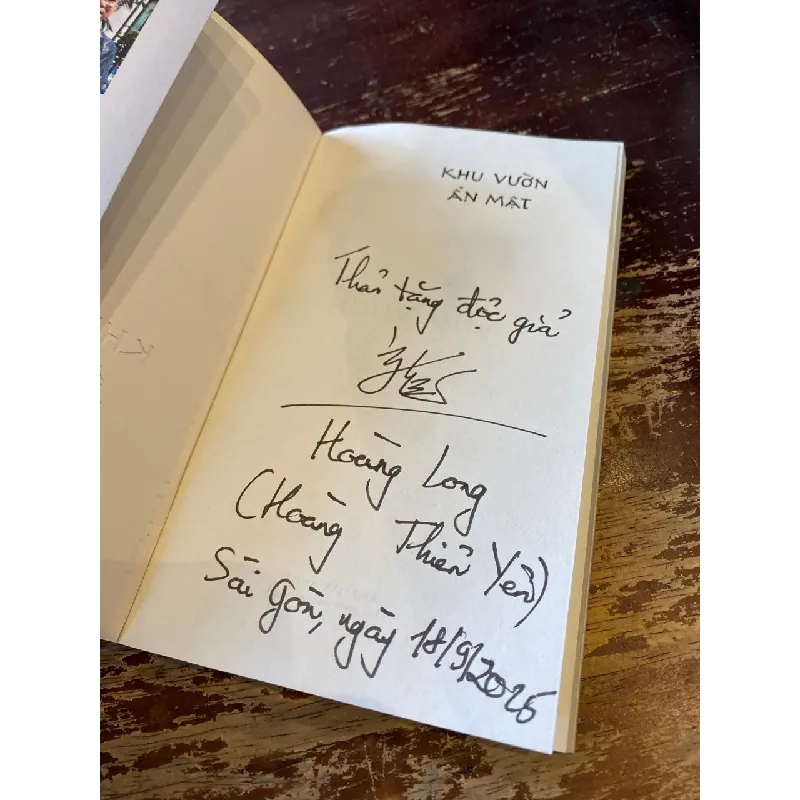 KHU VƯỜN
ẨN MẬT
Thân tặng độc giả
Hoàng Long
(Hoàng Thiên Yên)
Sài Gòn, ngày 18/9/2025